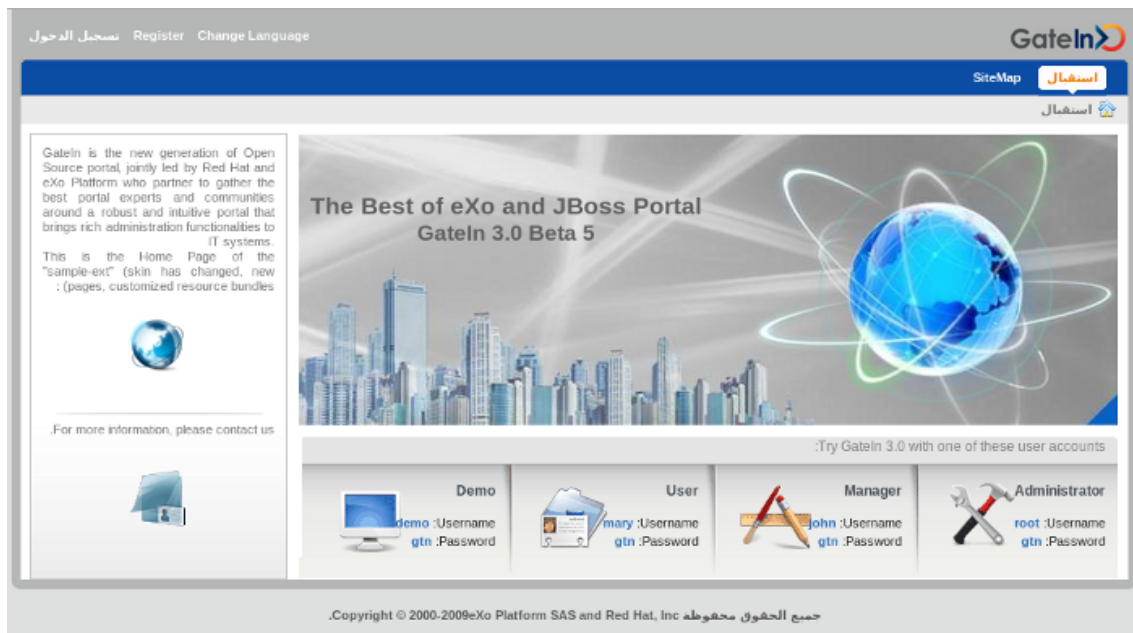 تسجيل الدخول Register Change Language
GateIn
SiteMap استقبال
استقبال
GateIn is the new generation of Open
Source portal, jointly led by Red Hat and
eXo Platform who partner to gather the
best portal experts and communities
around a robust and intuitive portal that
brings rich administration functionalities to
IT systems.
This is the Home Page of the
"sample-ext" (skin has changed, new
: (pages, customized resource bundles
.For more information, please contact us
The Best of eXo and JBoss Portal
GateIn 3.0 Beta 5
:Try GateIn 3.0 with one of these user accounts
Demo
demo :Username
gtn :Password
User
mary :Username
gtn :Password
Manager
john :Username
gtn :Password
Administrator
root :Username
gtn :Password
.Copyright © 2000-2009eXo Platform SAS and Red Hat, Inc جميع الحقوق محفوظه